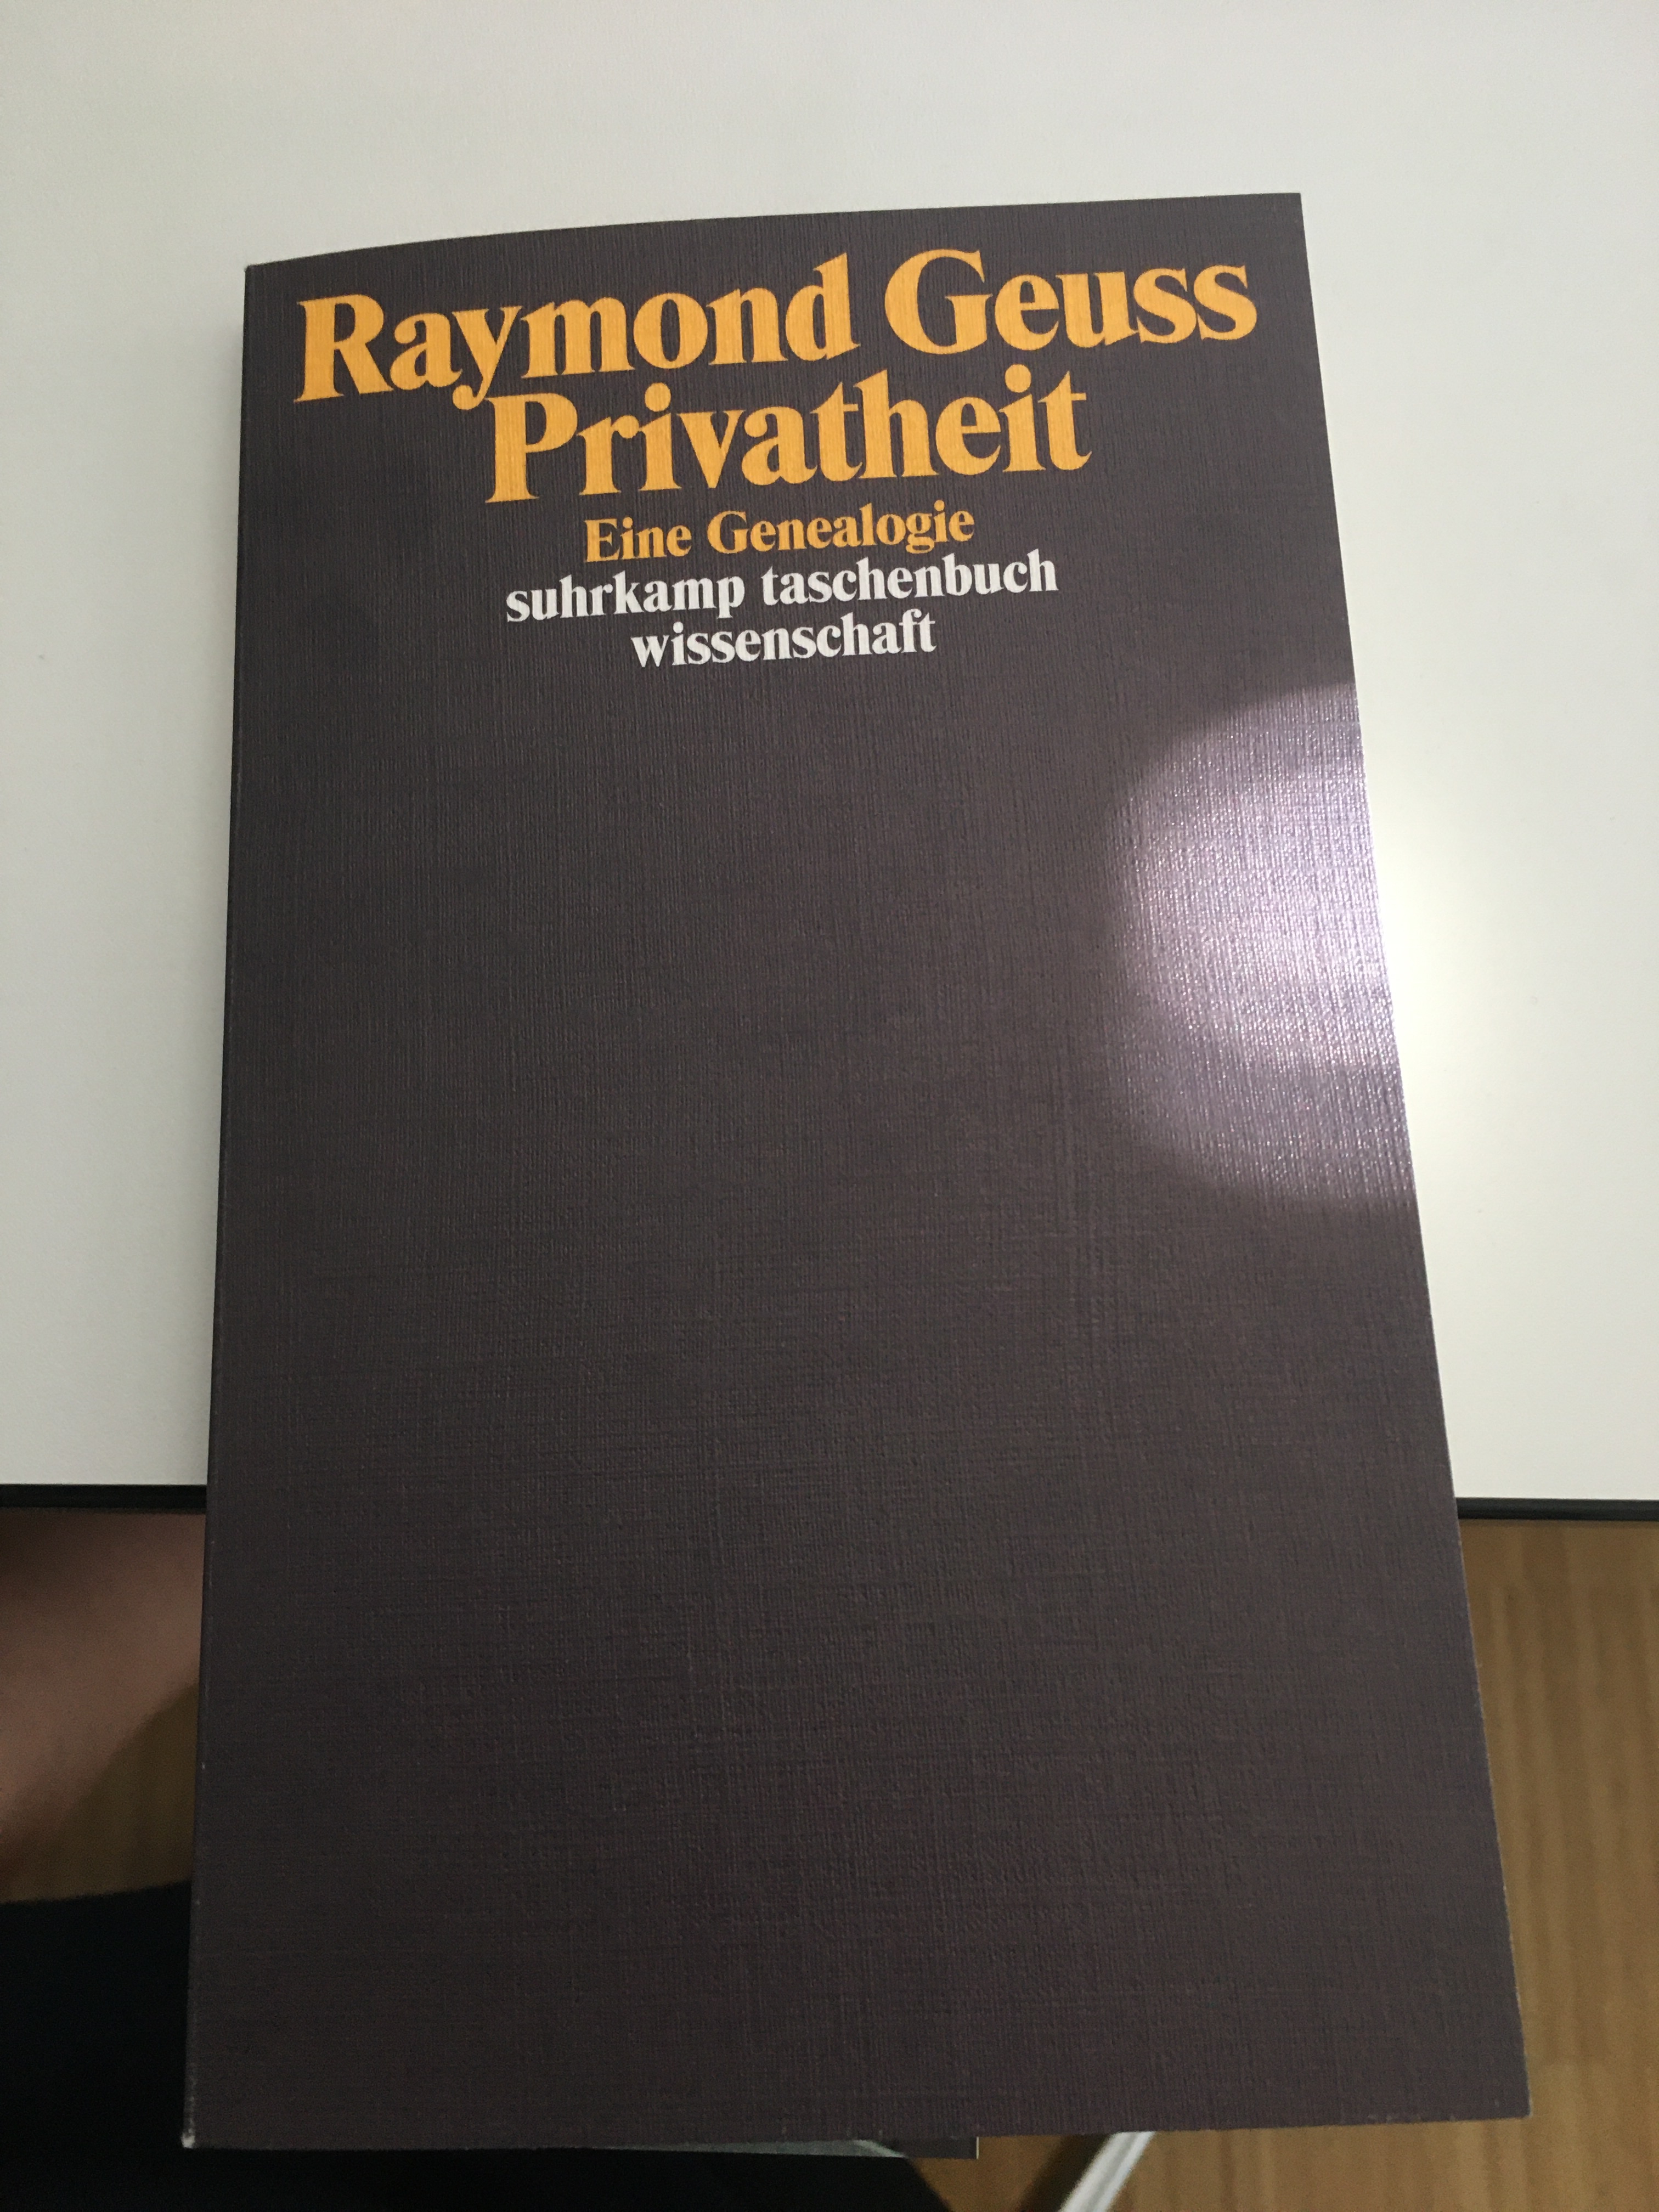 Raymond Geuss
Privatheit
Eine Genealogie
suhrkamp taschenbuch
wissenschaft